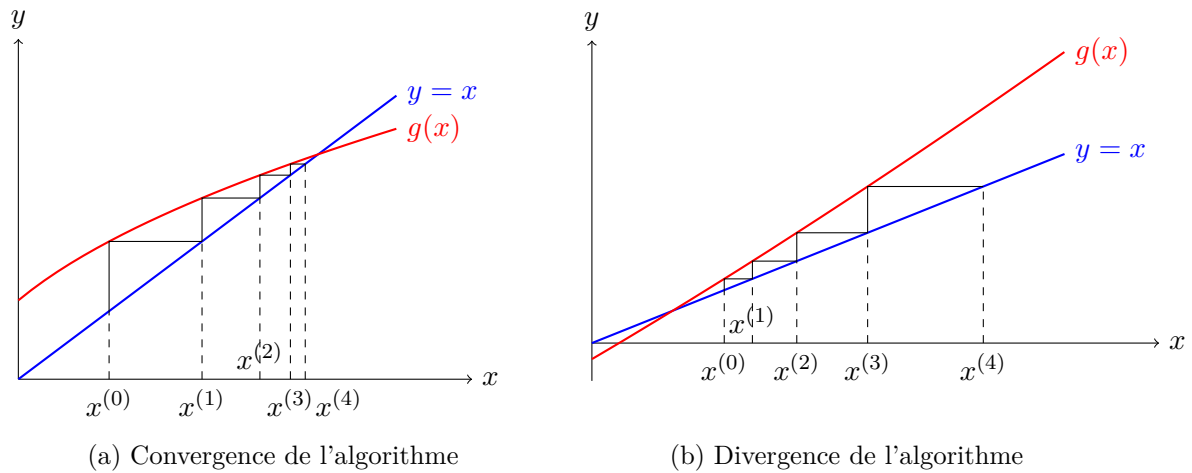 y
y = x
g(x)
x^{(2)}
x
x^{(0)} x^{(1)} x^{(3)} x^{(4)}
(a) Convergence de l'algorithme
y
g(x)
y = x
x^{(1)}
x
x^{(0)} x^{(2)} x^{(3)} x^{(4)}
(b) Divergence de l'algorithme